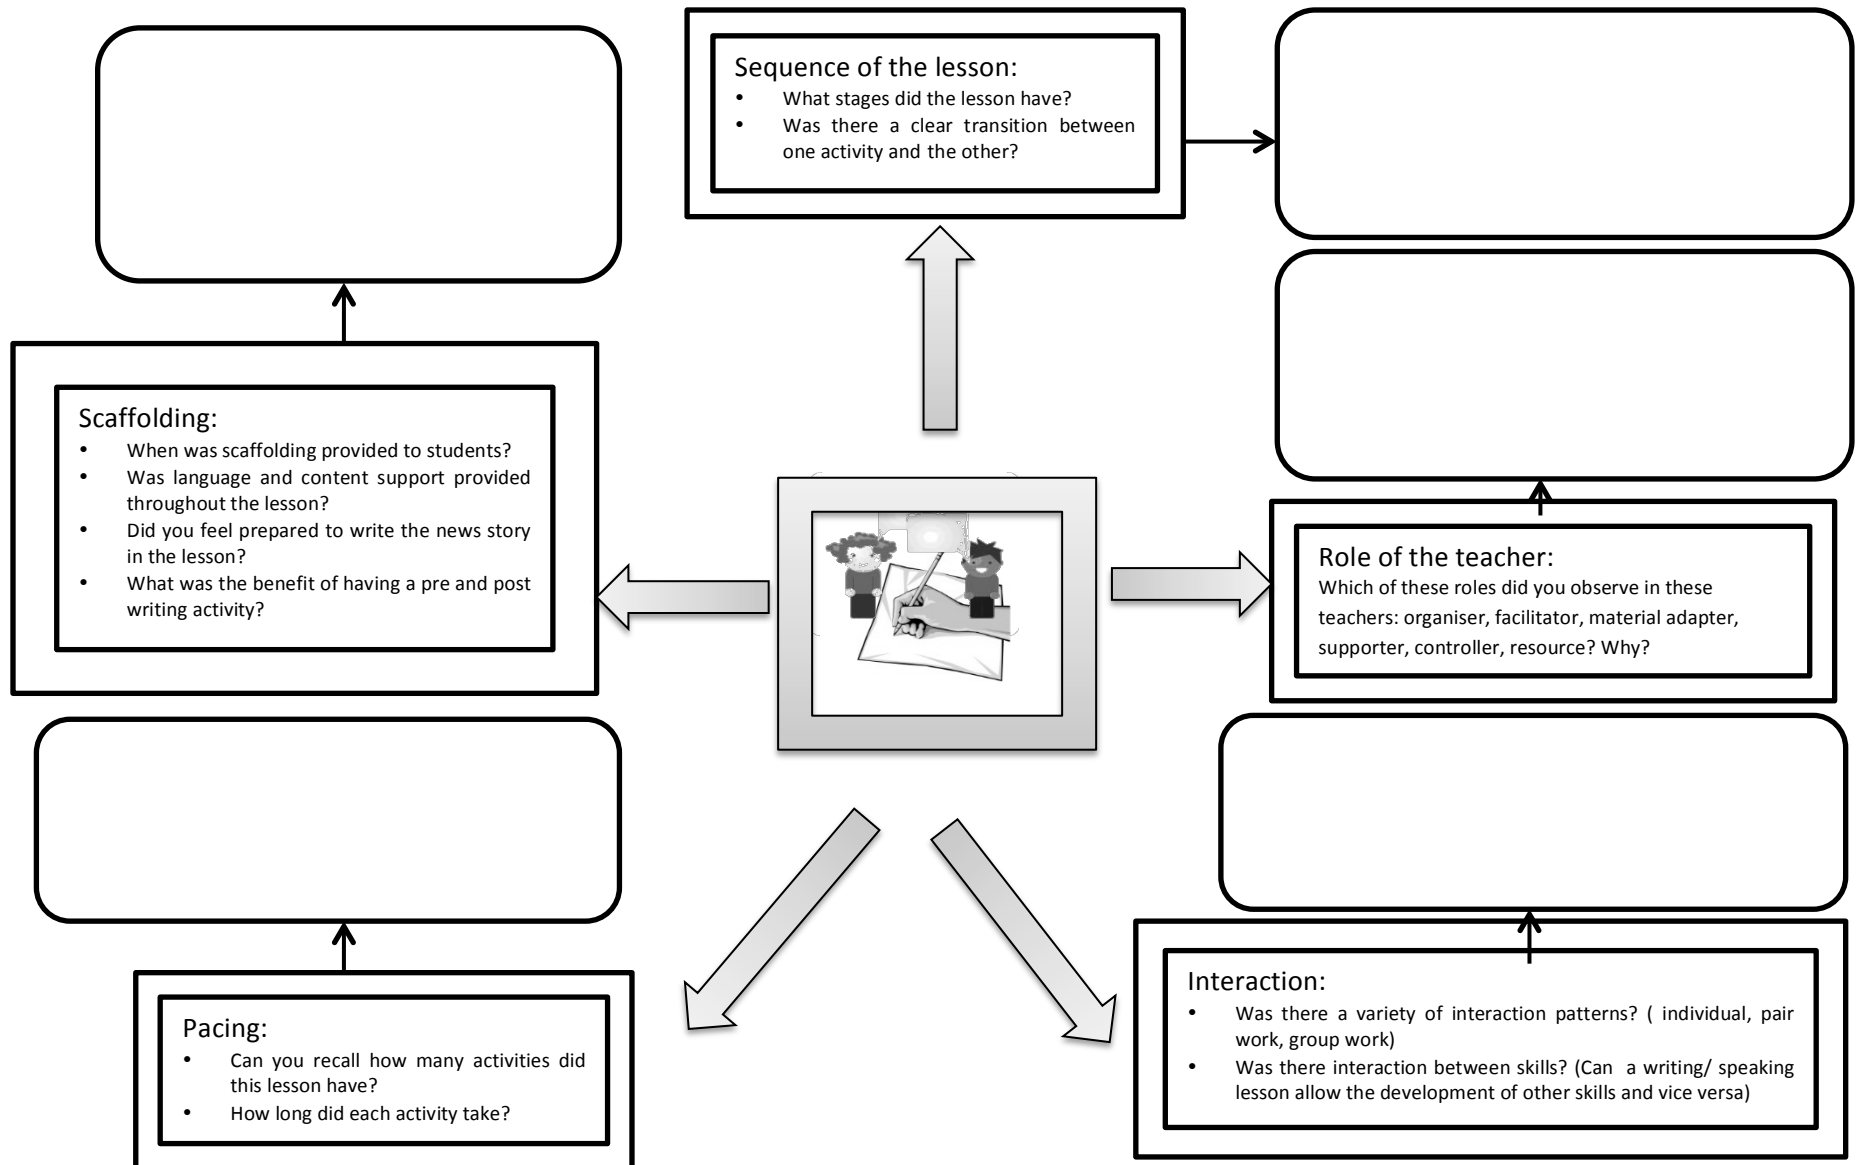 Sequence of the lesson:
• What stages did the lesson have?
• Was there a clear transition between
one activity and the other?
Scaffolding:
• When was scaffolding provided to students?
• Was language and content support provided
throughout the lesson?
• Did you feel prepared to write the news story
in the lesson?
• What was the benefit of having a pre and post
writing activity?
Role of the teacher:
Which of these roles did you observe in these
teachers: organiser, facilitator, material adapter,
supporter, controller, resource? Why?
Pacing:
• Can you recall how many activities did
this lesson have?
• How long did each activity take?
Interaction:
• Was there a variety of interaction patterns? ( individual, pair
work, group work)
• Was there interaction between skills? (Can a writing/ speaking
lesson allow the development of other skills and vice versa)